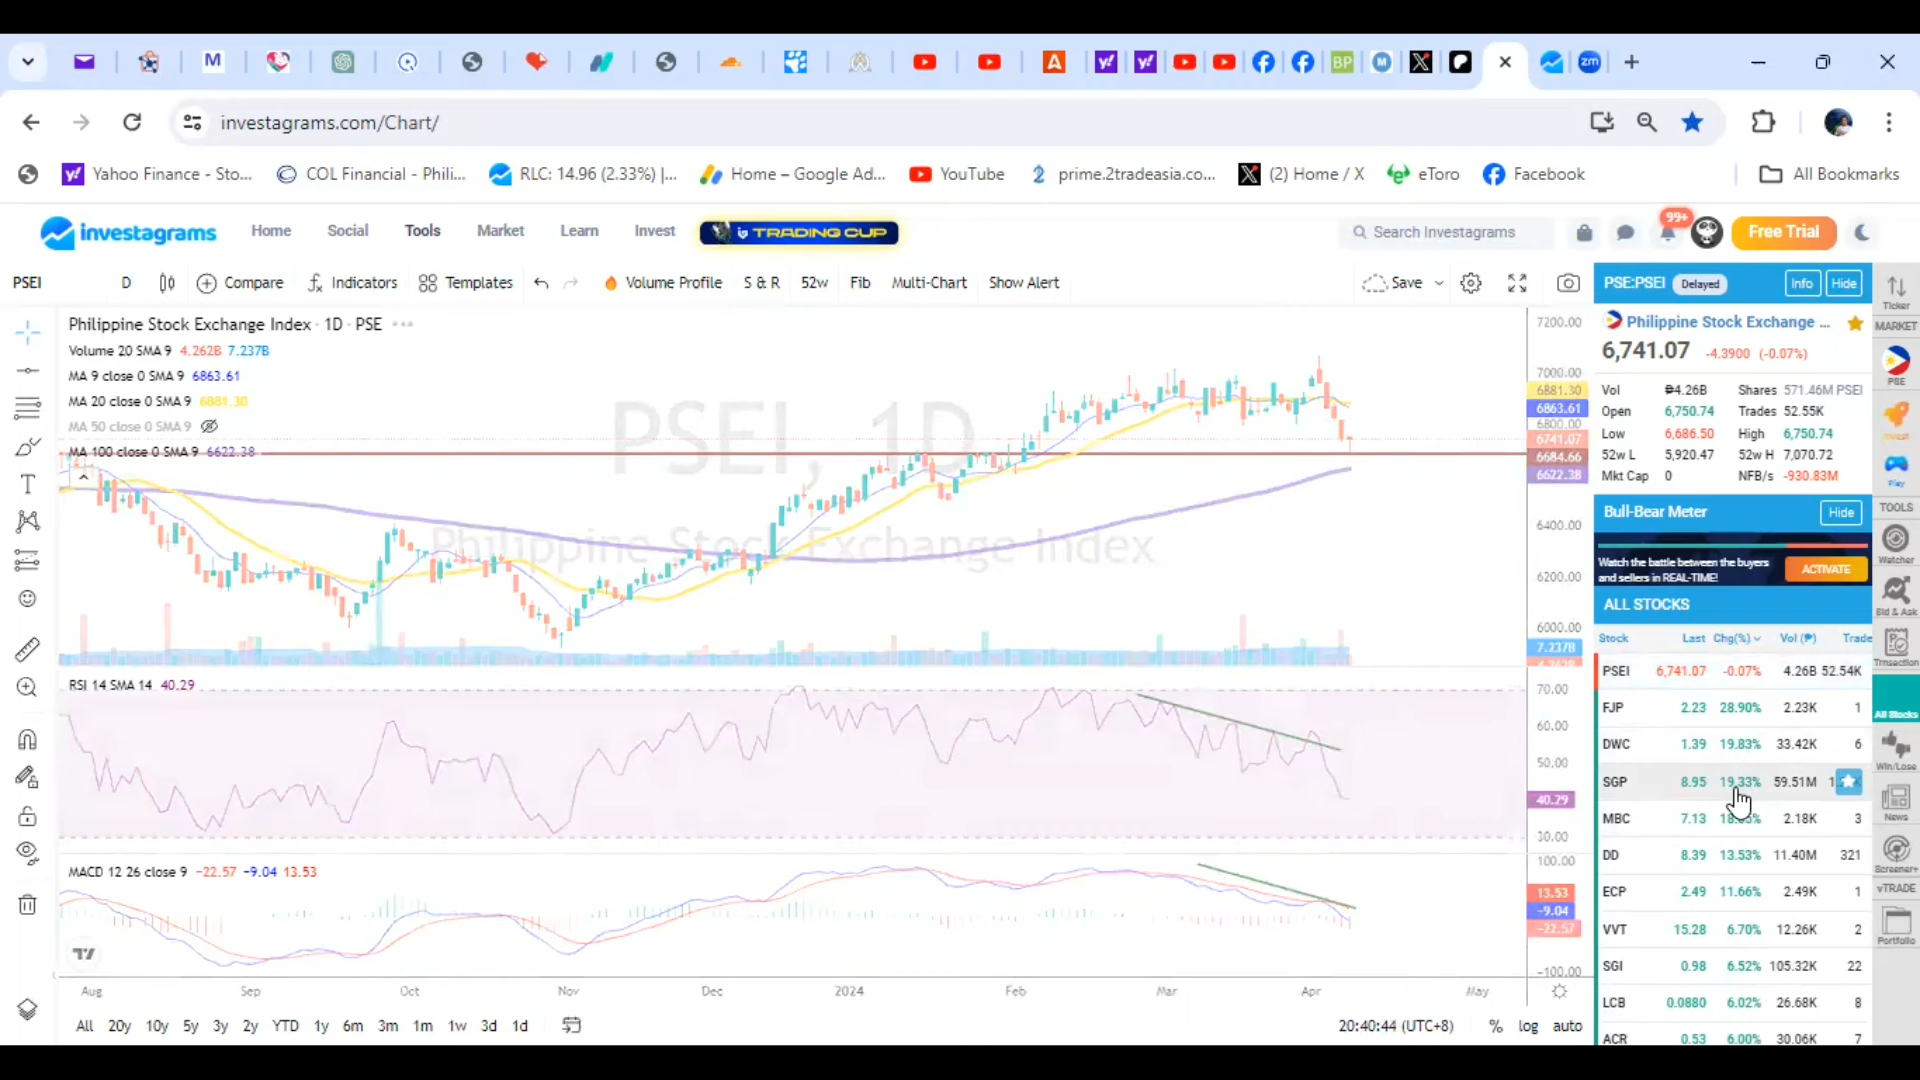 investagrams.com/Chart/
Yahoo Finance - Sto...
COL Financial - Phili...
RLC: 14.96 (2.33%) |...
Home – Google Ad...
YouTube
prime.2tradeasia.co...
(2) Home / X
eToro
Facebook
All Bookmarks
investagrams
Home
Social
Tools
Market
Learn
Invest
TRADING CUP
Search Investagrams
99+
Free Trial
PSEI
D
Compare
Indicators
Templates
Volume Profile
S & R
52w
Fib
Multi-Chart
Show Alert
Save
Philippine Stock Exchange Index · 1D · PSE
Volume 20 SMA 9 4.262B 7.237B
MA 9 close 0 SMA 9 6863.61
MA 20 close 0 SMA 9 6881.30
MA 50 close 0 SMA 9
MA 100 close 0 SMA 9 6622.38
PSEI, 1D
Philippine Stock Exchange Index
7200.00
7000.00
6881.30
6863.61
6800.00
6741.07
6684.66
6622.38
6400.00
6200.00
6000.00
7.237B
RSI 14 SMA 14 40.29
70.00
60.00
50.00
40.29
30.00
MACD 12 26 close 9 −22.57 −9.04 13.53
100.00
13.53
−9.04
−22.57
−100.00
Aug Sep Oct Nov Dec 2024 Feb Mar Apr May
All 20y 10y 5y 3y 2y YTD 1y 6m 3m 1m 1w 3d 1d
20:40:44 (UTC+8) % log auto
PSE:PSEI Delayed Info Hide
Philippine Stock Exchange ...
6,741.07 -4.3900 (-0.07%)
Vol ₱4.26B Shares 571.46M PSEI
Open 6,750.74 Trades 52.55K
Low 6,686.50 High 6,750.74
52w L 5,920.47 52w H 7,070.72
Mkt Cap 0 NFB/s -930.83M
Bull-Bear Meter Hide
Watch the battle between the buyers
and sellers in REAL-TIME!
ACTIVATE
ALL STOCKS
Stock Last Chg(%) Vol (₱) Trade
PSEI 6,741.07 -0.07% 4.26B 52.54K
FJP 2.23 28.90% 2.23K 1
DWC 1.39 19.83% 33.42K 6
SGP 8.95 19.33% 59.51M
MBC 7.13 2.18K 3
DD 8.39 13.53% 11.40M 321
ECP 2.49 11.66% 2.49K 1
VVT 15.28 6.70% 12.26K 2
SGI 0.98 6.52% 105.32K 22
LCB 0.0880 6.02% 26.68K 8
ACR 0.53 6.00% 30.06K 7
Ticker
MARKET
PSE
Invest
Play
TOOLS
Watcher
Bid & Ask
Trnsaction
All Stocks
Win/Lose
News
Screener+
vTRADE
Portfolio